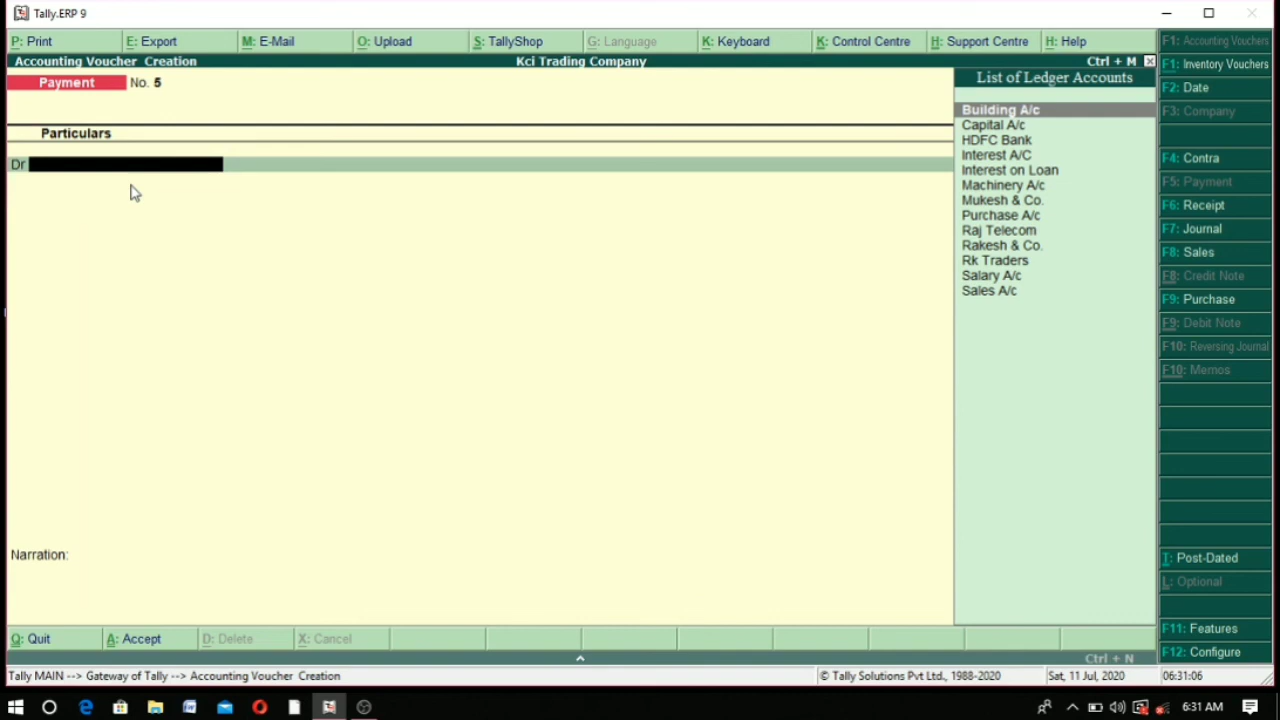 Tally.ERP 9
P: Print
E: Export
M: E-Mail
O: Upload
S: TallyShop
G: Language
K: Keyboard
K: Control Centre
H: Support Centre
H: Help
Accounting Voucher Creation
Kci Trading Company
Ctrl + M
Payment No. 5
Particulars
Dr
Narration:
List of Ledger Accounts
Building A/c
Capital A/c
HDFC Bank
Interest A/C
Interest on Loan
Machinery A/c
Mukesh & Co.
Purchase A/c
Raj Telecom
Rakesh & Co.
Rk Traders
Salary A/c
Sales A/c
F1: Accounting Vouchers
F1: Inventory Vouchers
F2: Date
F3: Company
F4: Contra
F5: Payment
F6: Receipt
F7: Journal
F8: Sales
F8: Credit Note
F9: Purchase
F9: Debit Note
F10: Reversing Journal
F10: Memos
T: Post-Dated
L: Optional
F11: Features
F12: Configure
Q: Quit
A: Accept
D: Delete
X: Cancel
Ctrl + N
Tally MAIN --> Gateway of Tally --> Accounting Voucher Creation
© Tally Solutions Pvt Ltd., 1988-2020
Sat, 11 Jul, 2020
06:31:06
6:31 AM